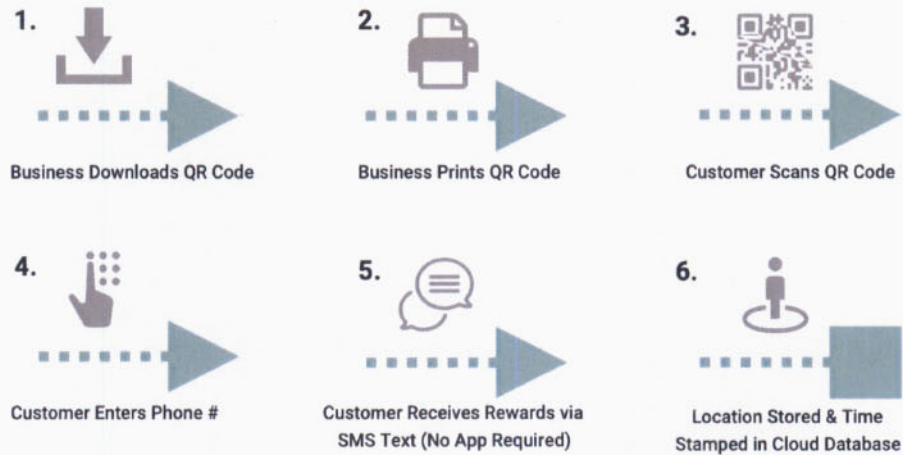 1.
2.
3.
Business Downloads QR Code
Business Prints QR Code
Customer Scans QR Code
4.
5.
6.
Customer Enters Phone #
Customer Receives Rewards via
SMS Text (No App Required)
Location Stored & Time
Stamped in Cloud Database